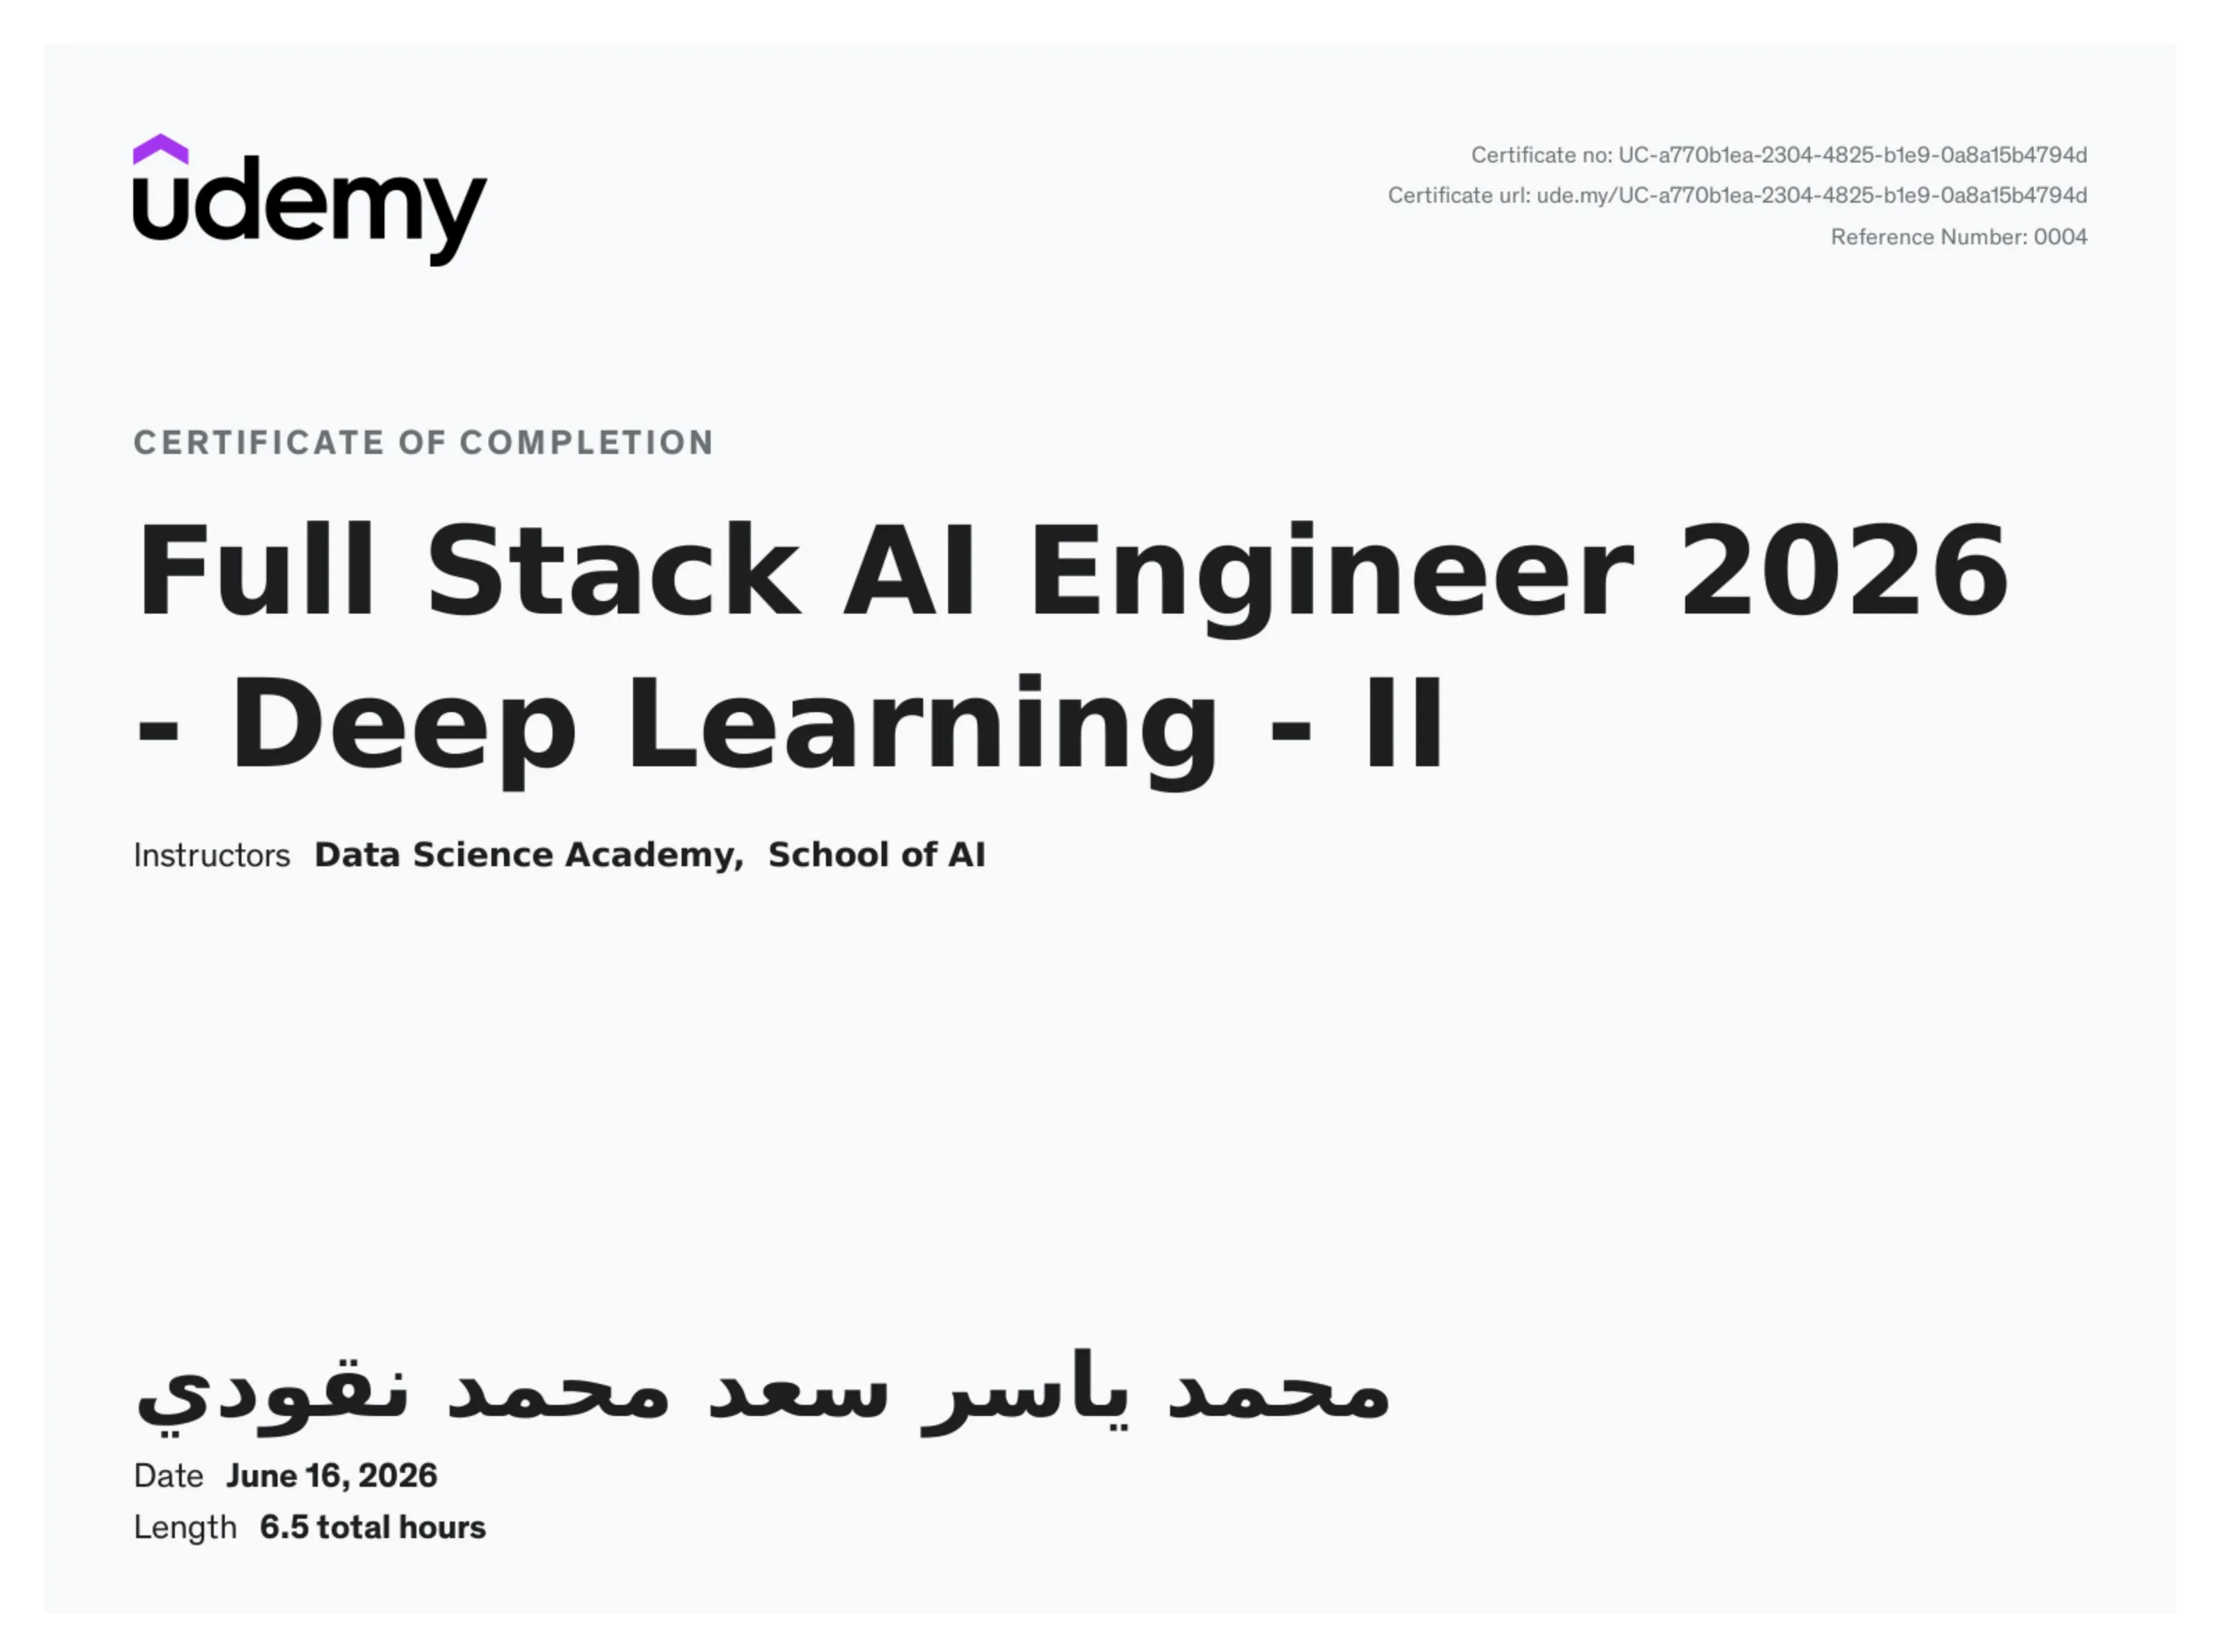 udemy
Certificate no: UC-a770b1ea-2304-4825-b1e9-0a8a15b4794d
Certificate url: ude.my/UC-a770b1ea-2304-4825-b1e9-0a8a15b4794d
Reference Number: 0004
CERTIFICATE OF COMPLETION
Full Stack AI Engineer 2026
- Deep Learning - II
Instructors Data Science Academy, School of AI
محمد ياسر سعد محمد نقودي
Date June 16, 2026
Length 6.5 total hours